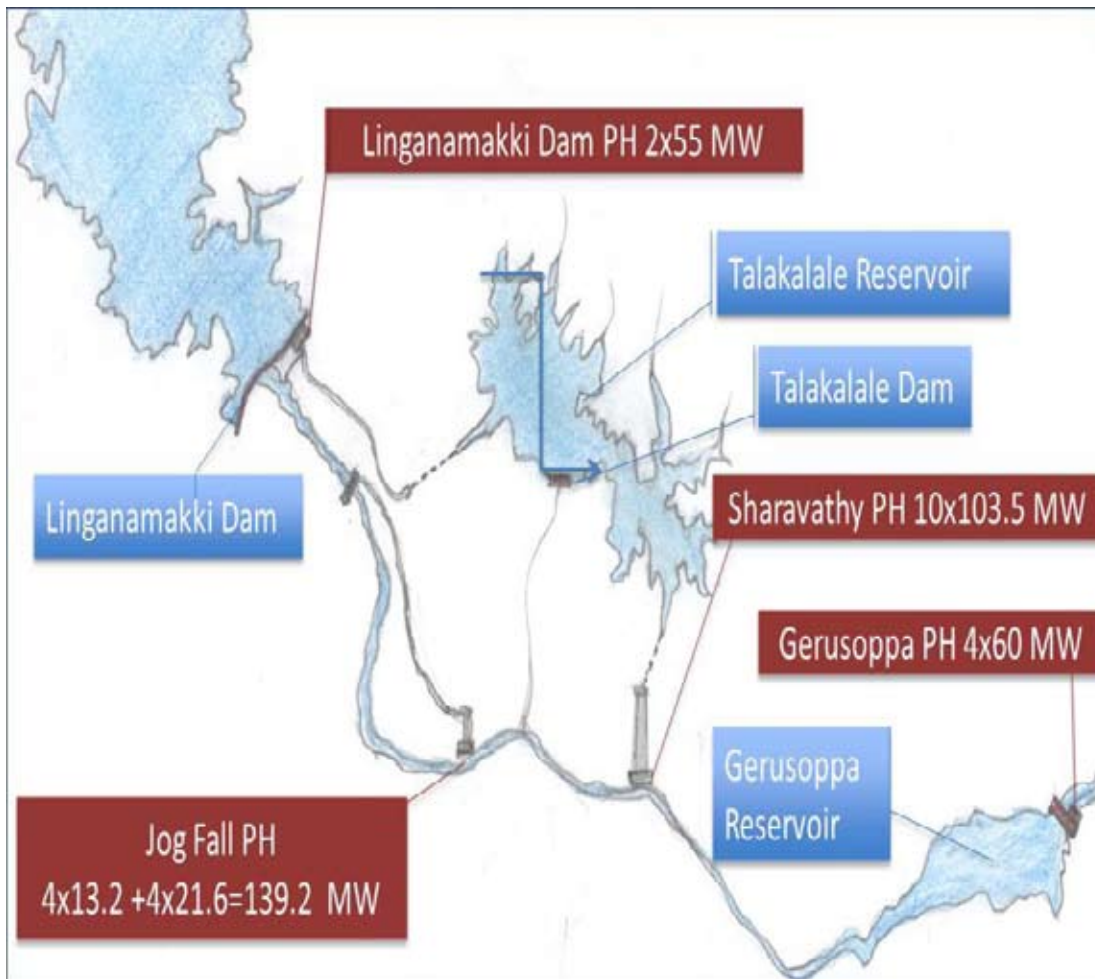 Linganamakki Dam PH 2x55 MW
Talakalale Reservoir
Talakalale Dam
Linganamakki Dam
Sharavathy PH 10x103.5 MW
Gerusoppa PH 4x60 MW
Gerusoppa
Reservoir
Jog Fall PH
4x13.2 +4x21.6=139.2 MW